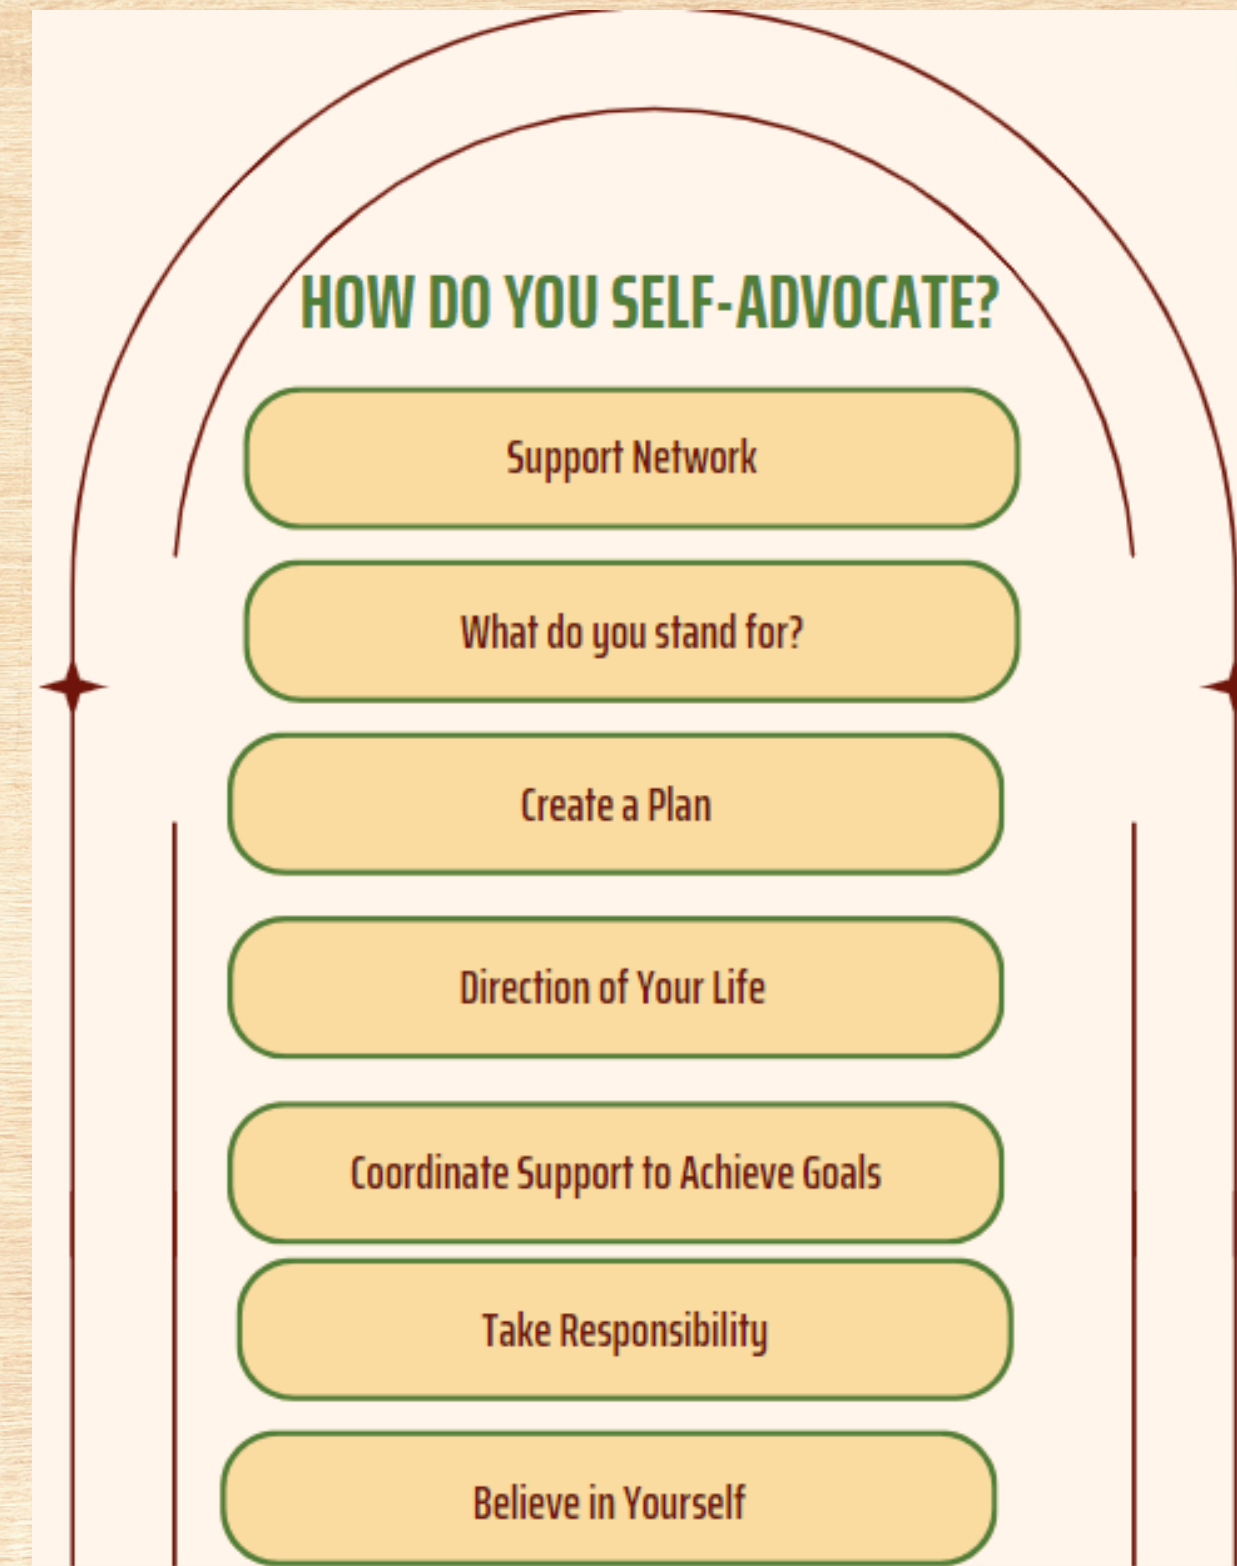 HOW DO YOU SELF-ADVOCATE?
Support Network
What do you stand for?
Create a Plan
Direction of Your Life
Coordinate Support to Achieve Goals
Take Responsibility
Believe in Yourself